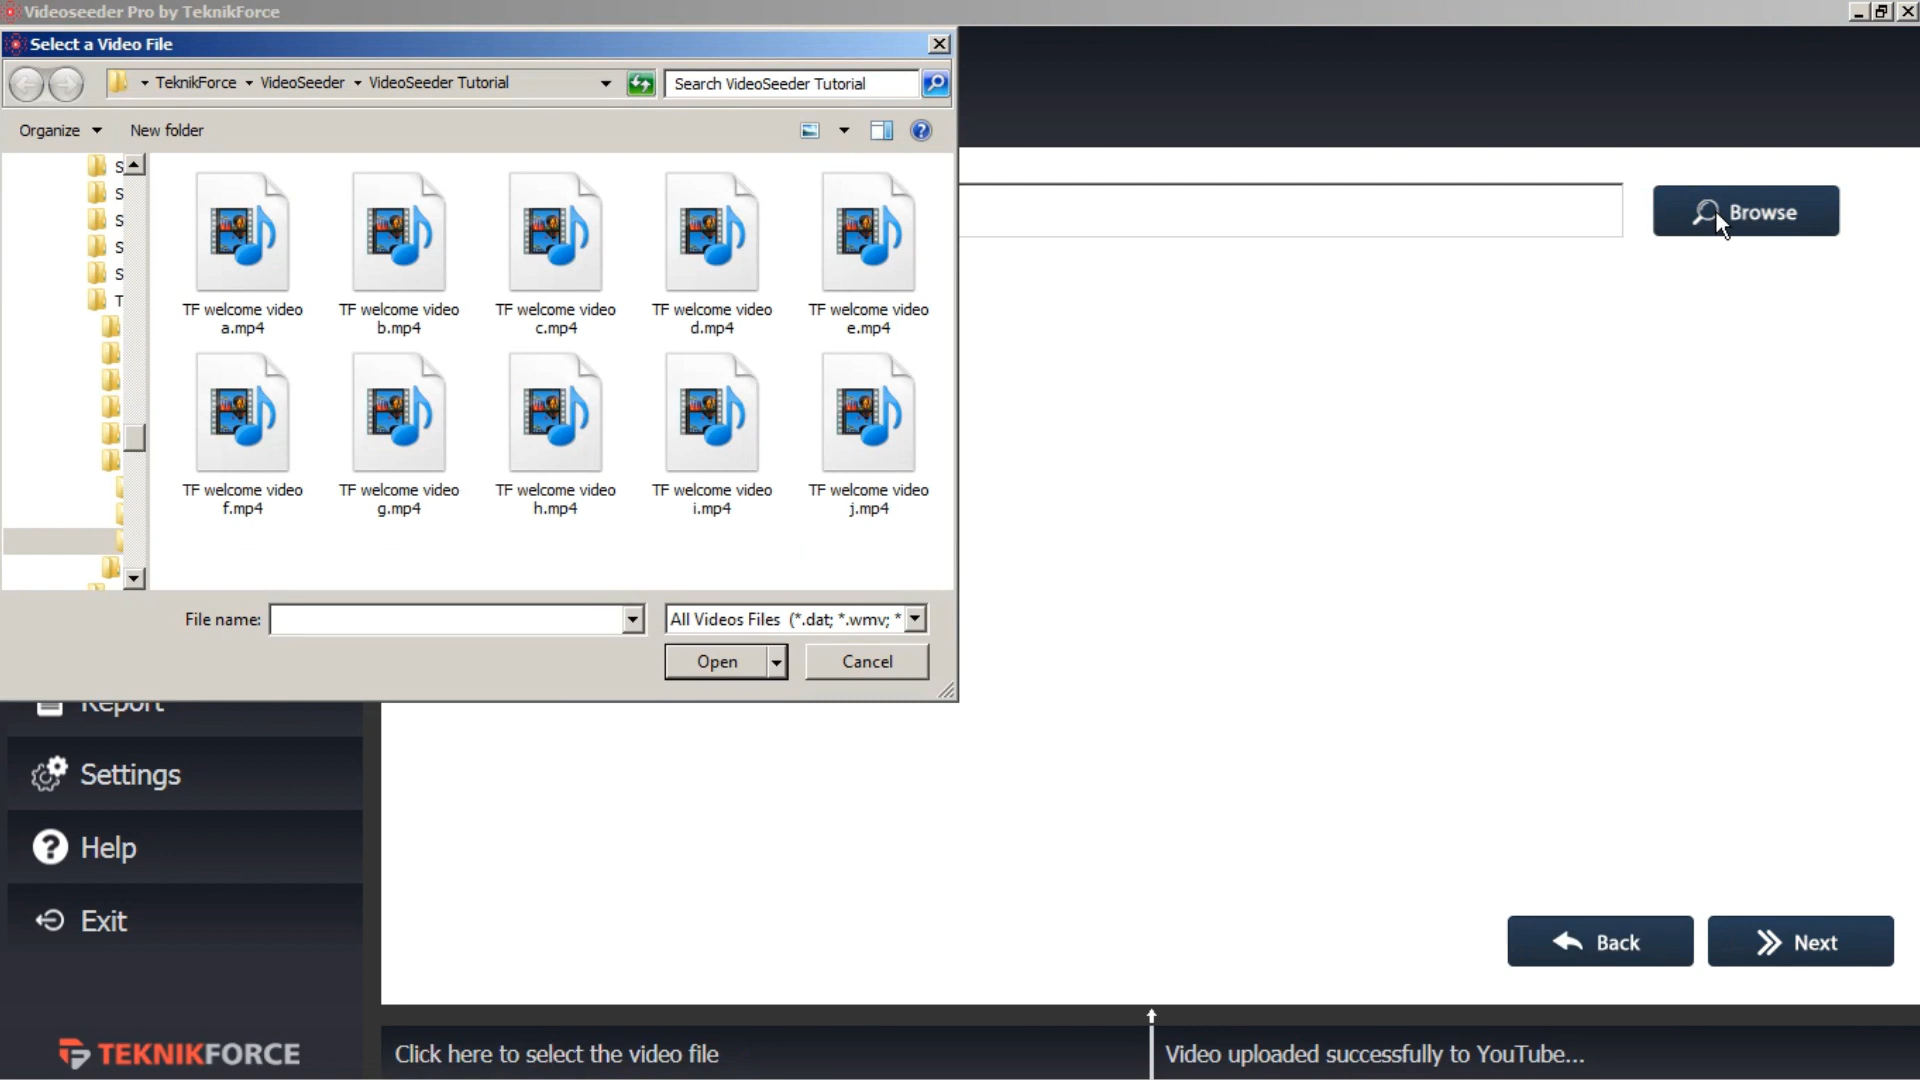 Videoseeder Pro by TeknikForce
Select a Video File
TeknikForce VideoSeeder VideoSeeder Tutorial
Search VideoSeeder Tutorial
Organize
New folder
S
S
S
S
S
T
TF welcome video a.mp4
TF welcome video b.mp4
TF welcome video c.mp4
TF welcome video d.mp4
TF welcome video e.mp4
TF welcome video f.mp4
TF welcome video g.mp4
TF welcome video h.mp4
TF welcome video i.mp4
TF welcome video j.mp4
File name:
All Videos Files (*.dat; *.wmv; *
Open
Cancel
Browse
Report
Settings
Help
Exit
Back
Next
TEKNIKFORCE
Click here to select the video file
Video uploaded successfully to YouTube...